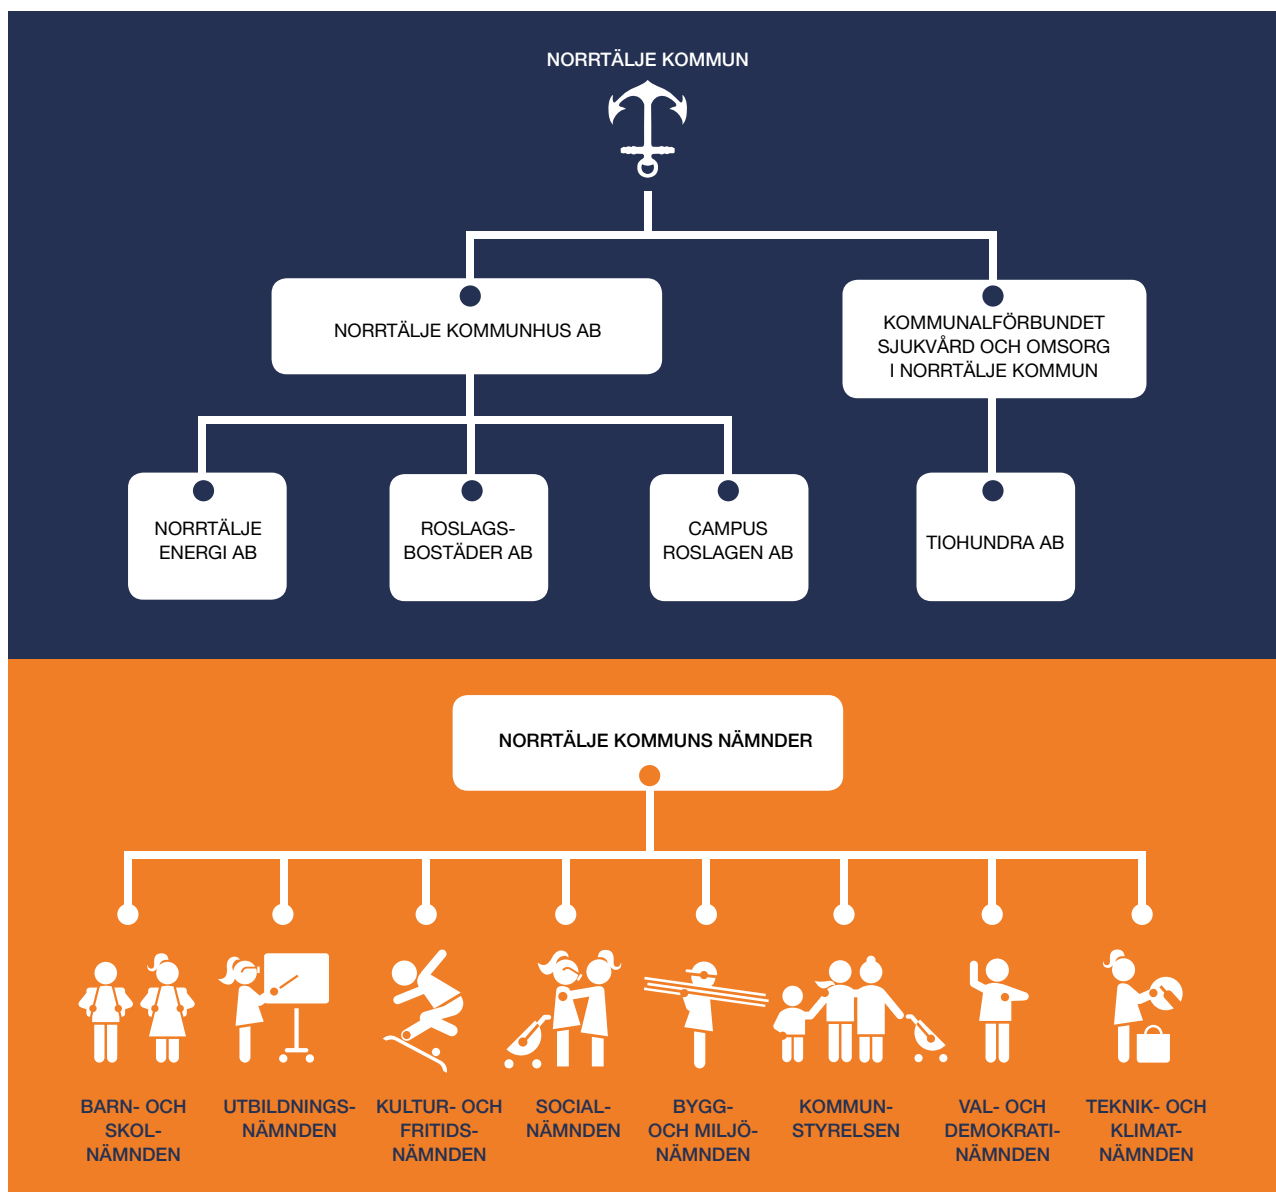 NORRTÄLJE KOMMUN
NORRTÄLJE KOMMUNHUS AB
KOMMUNALFÖRBUNDET
SJUKVÅRD OCH OMSORG
I NORRTÄLJE KOMMUN
NORRTÄLJE
ENERGI AB
ROSLAGS-
BOSTÄDER AB
CAMPUS
ROSLAGEN AB
TIOHUNDRA AB
NORRTÄLJE KOMMUNS NÄMNDER
BARN- OCH
SKOL-
NÄMNDEN
UTBILDNINGS-
NÄMNDEN
KULTUR- OCH
FRITIDS-
NÄMNDEN
SOCIAL-
NÄMNDEN
BYGG-
OCH MILJÖ-
NÄMNDEN
KOMMUN-
STYRELSEN
VAL- OCH
DEMOKRATI-
NÄMNDEN
TEKNIK- OCH
KLIMAT-
NÄMNDEN